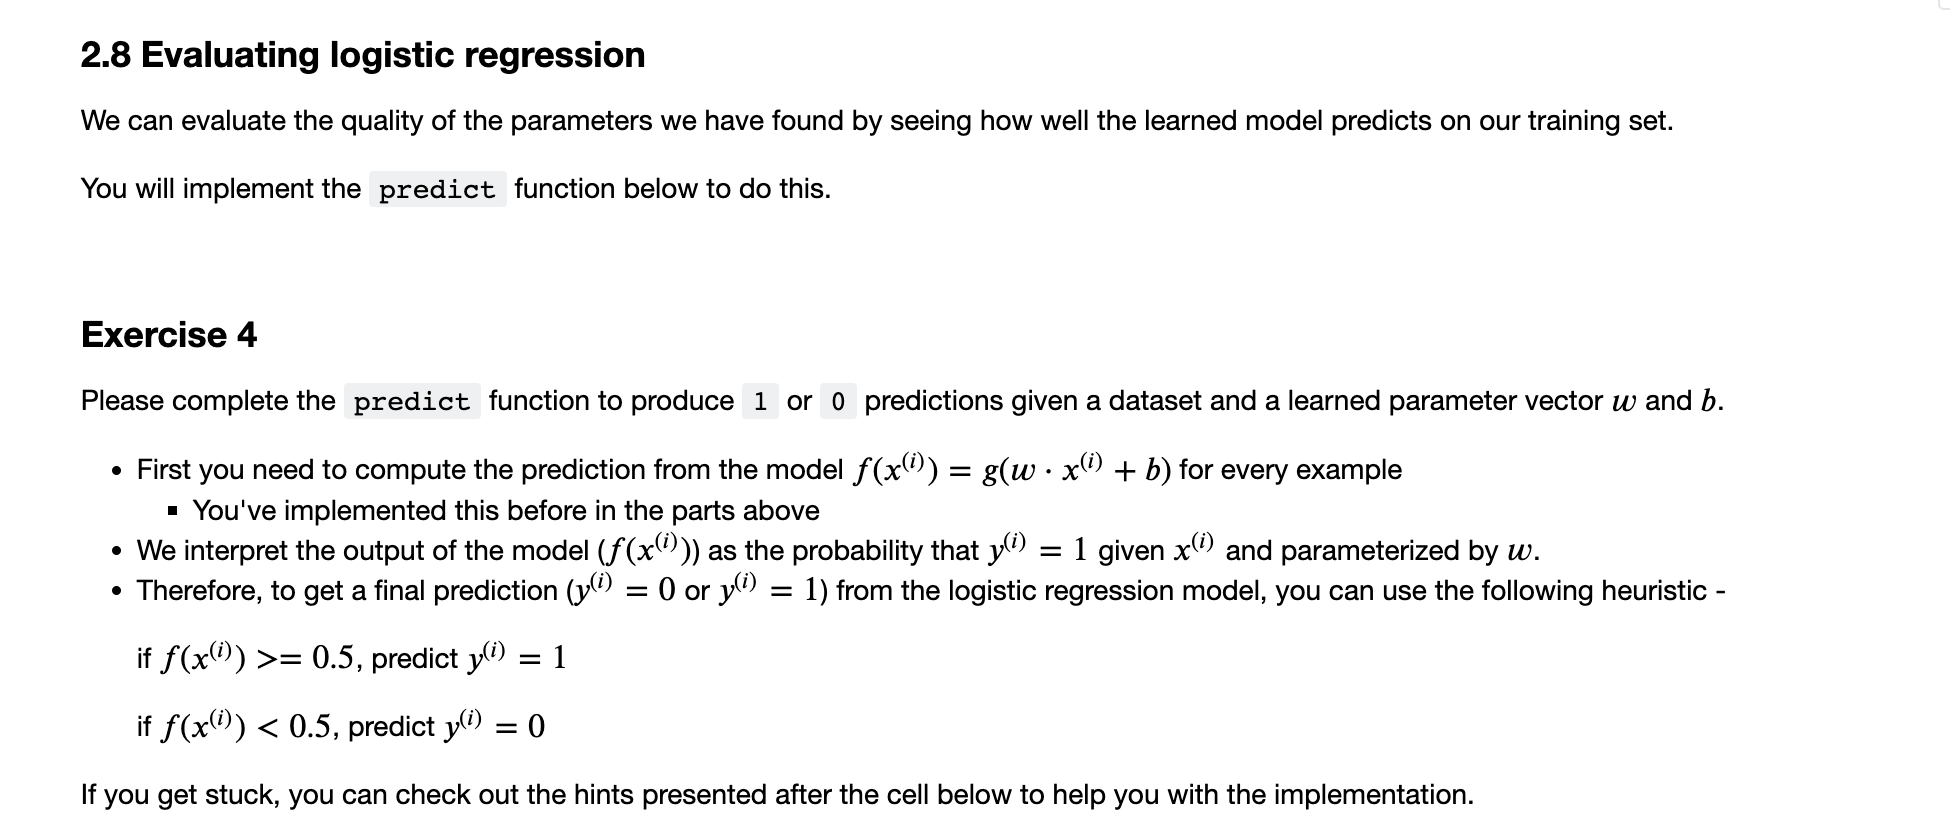 2.8 Evaluating logistic regression
We can evaluate the quality of the parameters we have found by seeing how well the learned model predicts on our training set.
You will implement the predict function below to do this.
Exercise 4
Please complete the predict function to produce 1 or 0 predictions given a dataset and a learned parameter vector w and b.
• First you need to compute the prediction from the model f(x⁽ⁱ⁾) = g(w · x⁽ⁱ⁾ + b) for every example
▪ You've implemented this before in the parts above
• We interpret the output of the model (f(x⁽ⁱ⁾)) as the probability that y⁽ⁱ⁾ = 1 given x⁽ⁱ⁾ and parameterized by w.
• Therefore, to get a final prediction (y⁽ⁱ⁾ = 0 or y⁽ⁱ⁾ = 1) from the logistic regression model, you can use the following heuristic -
if f(x⁽ⁱ⁾) >= 0.5, predict y⁽ⁱ⁾ = 1
if f(x⁽ⁱ⁾) < 0.5, predict y⁽ⁱ⁾ = 0
If you get stuck, you can check out the hints presented after the cell below to help you with the implementation.